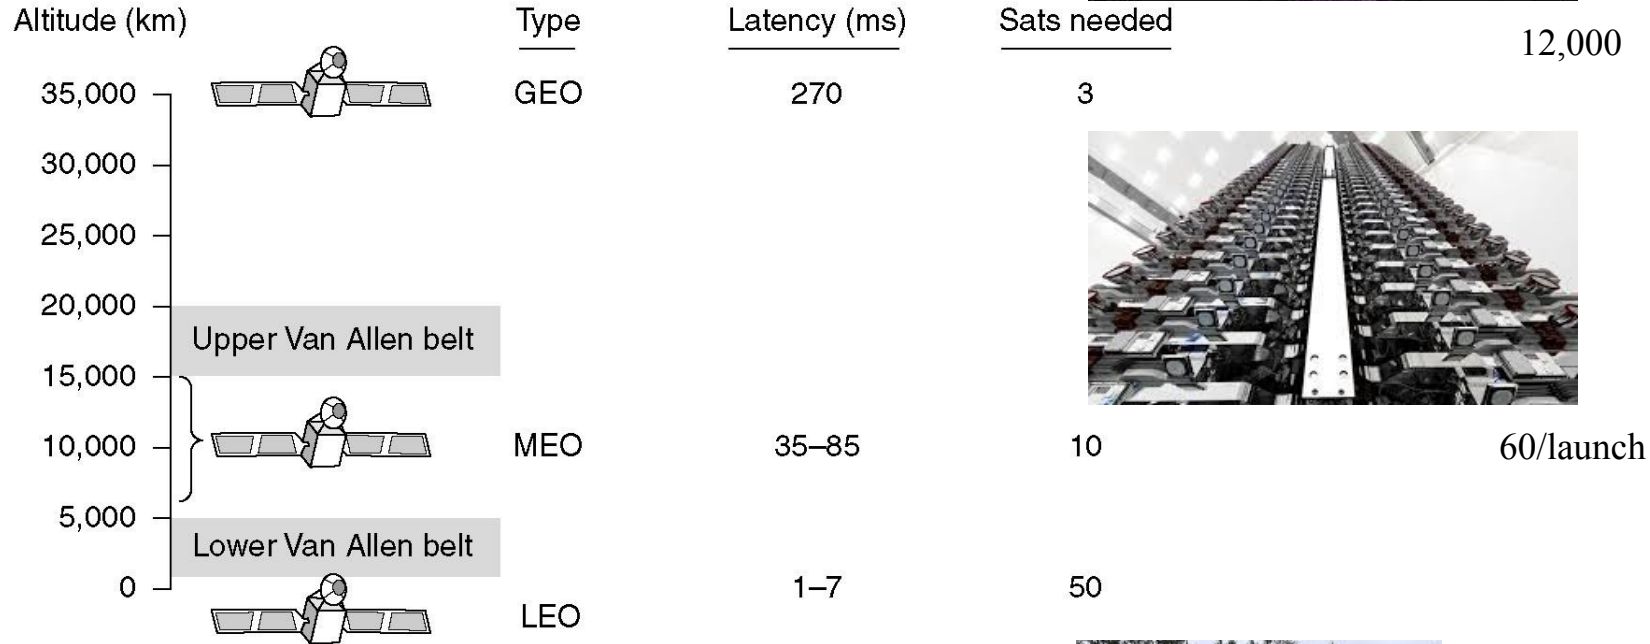 Altitude (km) Type Latency (ms) Sats needed
12,000
35,000 GEO 270 3
30,000
25,000
20,000
Upper Van Allen belt
15,000
10,000 MEO 35–85 10 60/launch
5,000
Lower Van Allen belt
0 1–7 50
LEO